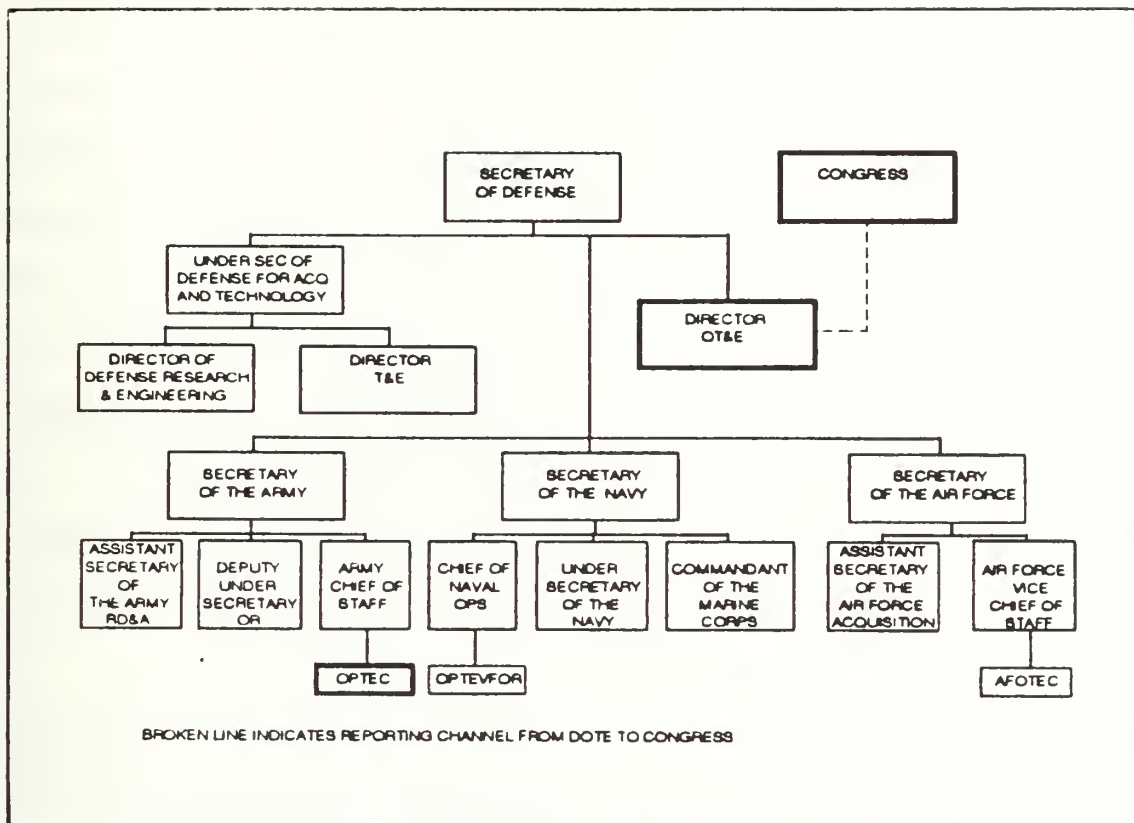 SECRETARY
OF DEFENSE
CONGRESS
UNDER SEC OF
DEFENSE FOR ACQ
AND TECHNOLOGY
DIRECTOR
OT&E
DIRECTOR OF
DEFENSE RESEARCH
& ENGINEERING
DIRECTOR
T&E
SECRETARY
OF THE ARMY
SECRETARY
OF THE NAVY
SECRETARY
OF THE AIR FORCE
ASSISTANT
SECRETARY
OF
THE ARMY
RD&A
DEPUTY
UNDER
SECRETARY
OR
ARMY
CHIEF OF
STAFF
CHIEF OF
NAVAL
OPS
UNDER
SECRETARY
OF THE
NAVY
COMMANDANT
OF THE
MARINE
CORPS
ASSISTANT
SECRETARY
OF THE
AIR FORCE
ACQUISITION
AIR FORCE
VICE
CHIEF OF
STAFF
OPTEC
OPTEVFOR
AFOTEC
BROKEN LINE INDICATES REPORTING CHANNEL FROM DOTE TO CONGRESS